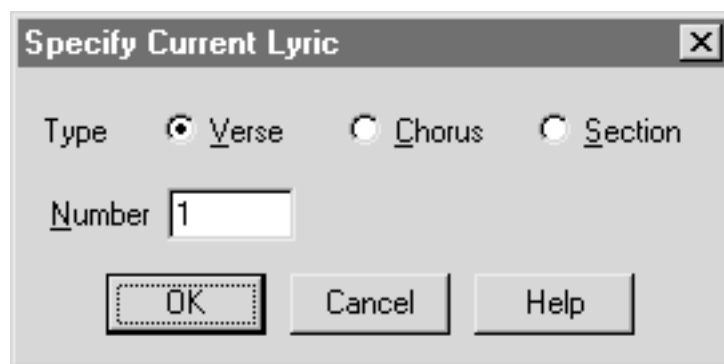 Specify Current Lyric
Type Verse Chorus Section
Number 1
OK Cancel Help